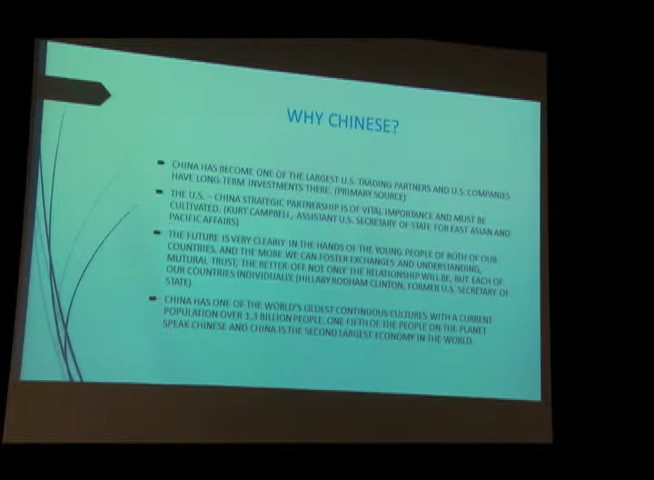 WHY CHINESE?
CHINA HAS BECOME ONE OF THE LARGEST U.S. TRADING PARTNERS AND U.S. COMPANIES
HAVE LONG-TERM INVESTMENTS THERE. (PRIMARY SOURCE)
THE U.S. – CHINA STRATEGIC PARTNERSHIP IS OF VITAL IMPORTANCE AND MUST BE
CULTIVATED. (KURT CAMPBELL, ASSISTANT U.S. SECRETARY OF STATE FOR EAST ASIAN AND
PACIFIC AFFAIRS)
THE FUTURE IS VERY CLEARLY IN THE HANDS OF THE YOUNG PEOPLE OF BOTH OF OUR
COUNTRIES. AND THE MORE WE CAN FOSTER EXCHANGES AND UNDERSTANDING,
MUTURAL TRUST, THE BETTER OFF NOT ONLY THE RELATIONSHIP WILL BE, BUT EACH OF
OUR COUNTRIES INDIVIDUALLY. (HILLARY RODHAM CLINTON, FORMER U.S. SECRETARY OF
STATE)
CHINA HAS ONE OF THE WORLD'S OLDEST CONTINUOUS CULTURES WITH A CURRENT
POPULATION OVER 1.3 BILLION PEOPLE, ONE FIFTH OF THE PEOPLE ON THE PLANET
SPEAK CHINESE AND CHINA IS THE SECOND LARGEST ECONOMY IN THE WORLD.